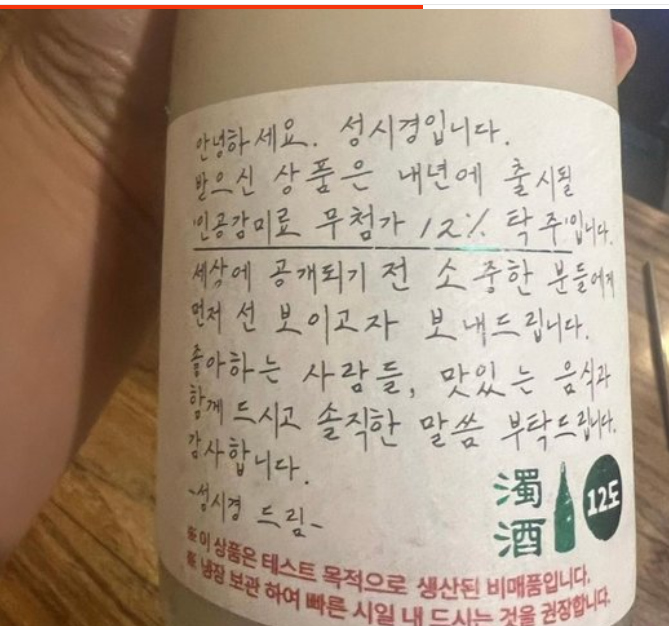 안녕하세요. 성시경입니다.
받으신 상품은 내년에 출시될
'인공감미료 무첨가 12% 탁주'입니다.
세상에 공개되기 전 소중한 분들에게
먼저 선 보이고자 보내드립니다.
좋아하는 사람들, 맛있는 음식과
함께 드시고 솔직한 말씀 부탁드립니다.
감사합니다.
-성시경 드림-
濁酒
12도
※ 이 상품은 테스트 목적으로 생산된 비매품입니다.
※ 냉장 보관 하여 빠른 시일 내 드시는 것을 권장합니다.